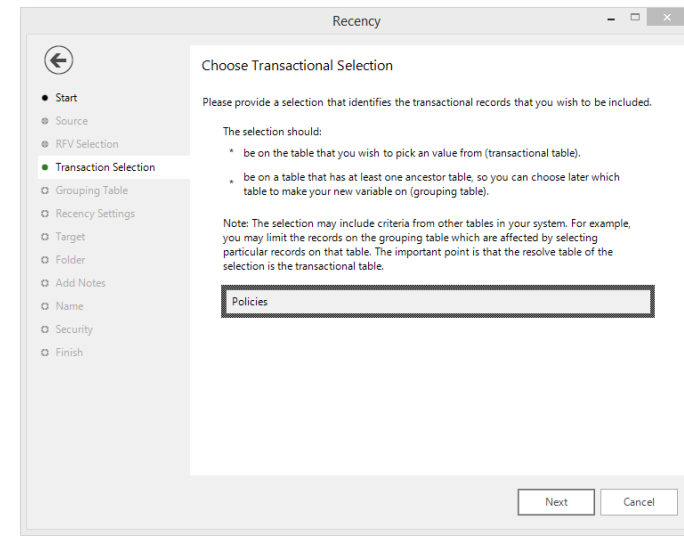 Recency
Choose Transactional Selection
Start
Source
RFV Selection
Transaction Selection
Grouping Table
Recency Settings
Target
Folder
Add Notes
Name
Security
Finish
Please provide a selection that identifies the transactional records that you wish to be included.
The selection should:
* be on the table that you wish to pick an value from (transactional table).
* be on a table that has at least one ancestor table, so you can choose later which
table to make your new variable on (grouping table).
Note: The selection may include criteria from other tables in your system. For example,
you may limit the records on the grouping table which are affected by selecting
particular records on that table. The important point is that the resolve table of the
selection is the transactional table.
Policies
Next
Cancel